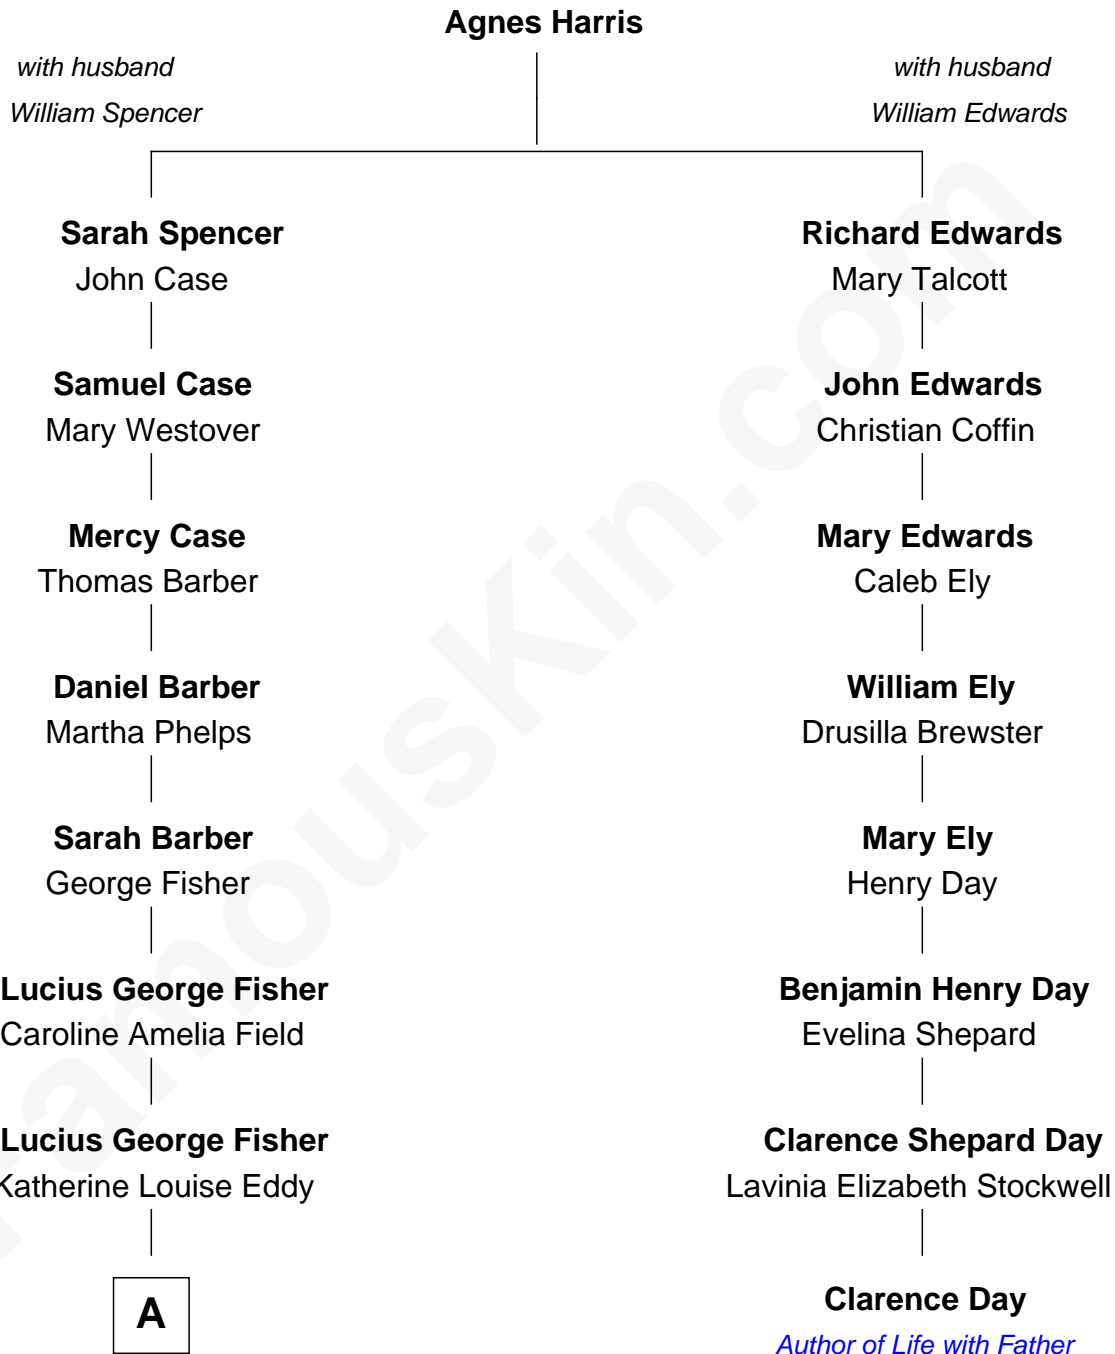 Agnes Harris
with husband
William Spencer
with husband
William Edwards
Sarah Spencer
John Case
Richard Edwards
Mary Talcott
Samuel Case
Mary Westover
John Edwards
Christian Coffin
Mercy Case
Thomas Barber
Mary Edwards
Caleb Ely
Daniel Barber
Martha Phelps
William Ely
Drusilla Brewster
Sarah Barber
George Fisher
Mary Ely
Henry Day
Lucius George Fisher
Caroline Amelia Field
Benjamin Henry Day
Evelina Shepard
Lucius George Fisher
Katherine Louise Eddy
Clarence Shepard Day
Lavinia Elizabeth Stockwell
A
Clarence Day
Author of Life with Father
FamousKin.com